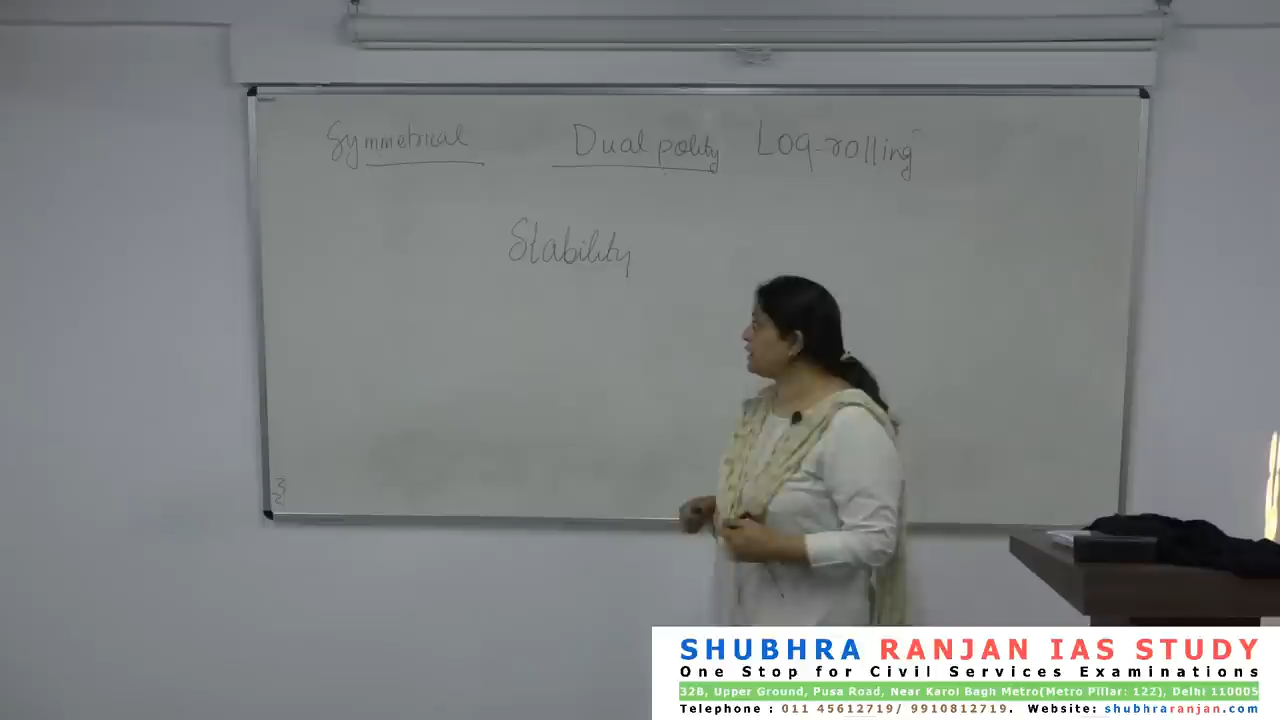 Symmetrical Dual polity Log-rolling
Stability
SHUBHRA RANJAN IAS STUDY
One Stop for Civil Services Examinations
32B, Upper Ground, Pusa Road, Near Karol Bagh Metro(Metro Pillar: 122), Delhi 110005
Telephone : 011 45612719/ 9910812719. Website: shubhraranjan.com